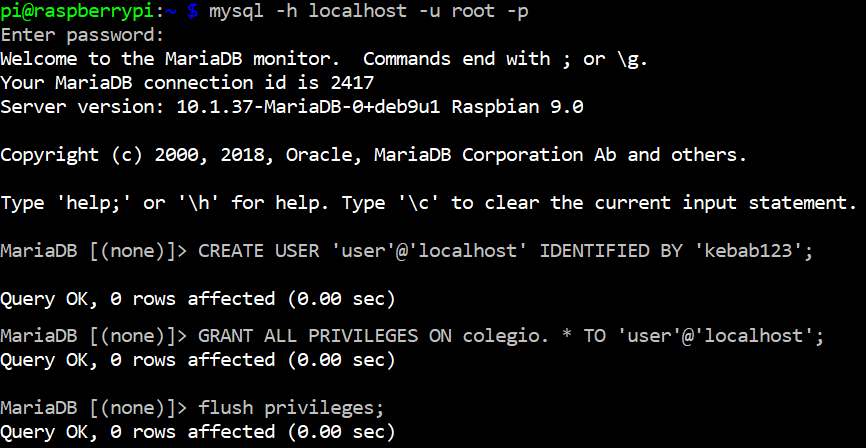 pi@raspberrypi:~ $ mysql -h localhost -u root -p
Enter password:
Welcome to the MariaDB monitor.  Commands end with ; or \g.
Your MariaDB connection id is 2417
Server version: 10.1.37-MariaDB-0+deb9u1 Raspbian 9.0
Copyright (c) 2000, 2018, Oracle, MariaDB Corporation Ab and others.
Type 'help;' or '\h' for help. Type '\c' to clear the current input statement.
MariaDB [(none)]> CREATE USER 'user'@'localhost' IDENTIFIED BY 'kebab123';
Query OK, 0 rows affected (0.00 sec)
MariaDB [(none)]> GRANT ALL PRIVILEGES ON colegio. * TO 'user'@'localhost';
Query OK, 0 rows affected (0.00 sec)
MariaDB [(none)]> flush privileges;
Query OK, 0 rows affected (0.00 sec)